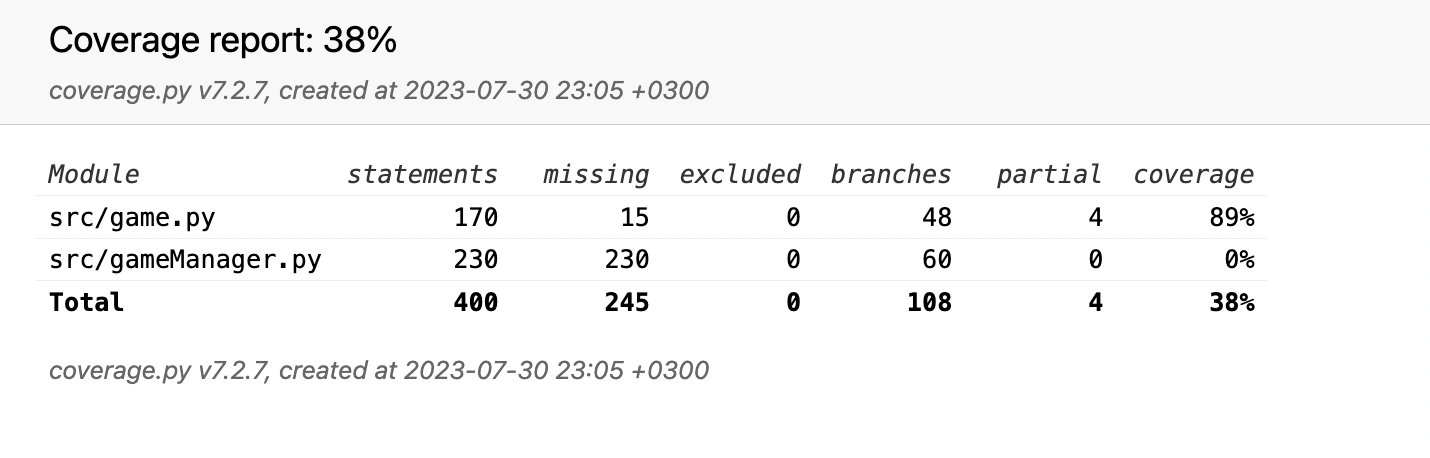 Coverage report: 38%
coverage.py v7.2.7, created at 2023-07-30 23:05 +0300
Module statements missing excluded branches partial coverage
src/game.py 170 15 0 48 4 89%
src/gameManager.py 230 230 0 60 0 0%
Total 400 245 0 108 4 38%
coverage.py v7.2.7, created at 2023-07-30 23:05 +0300